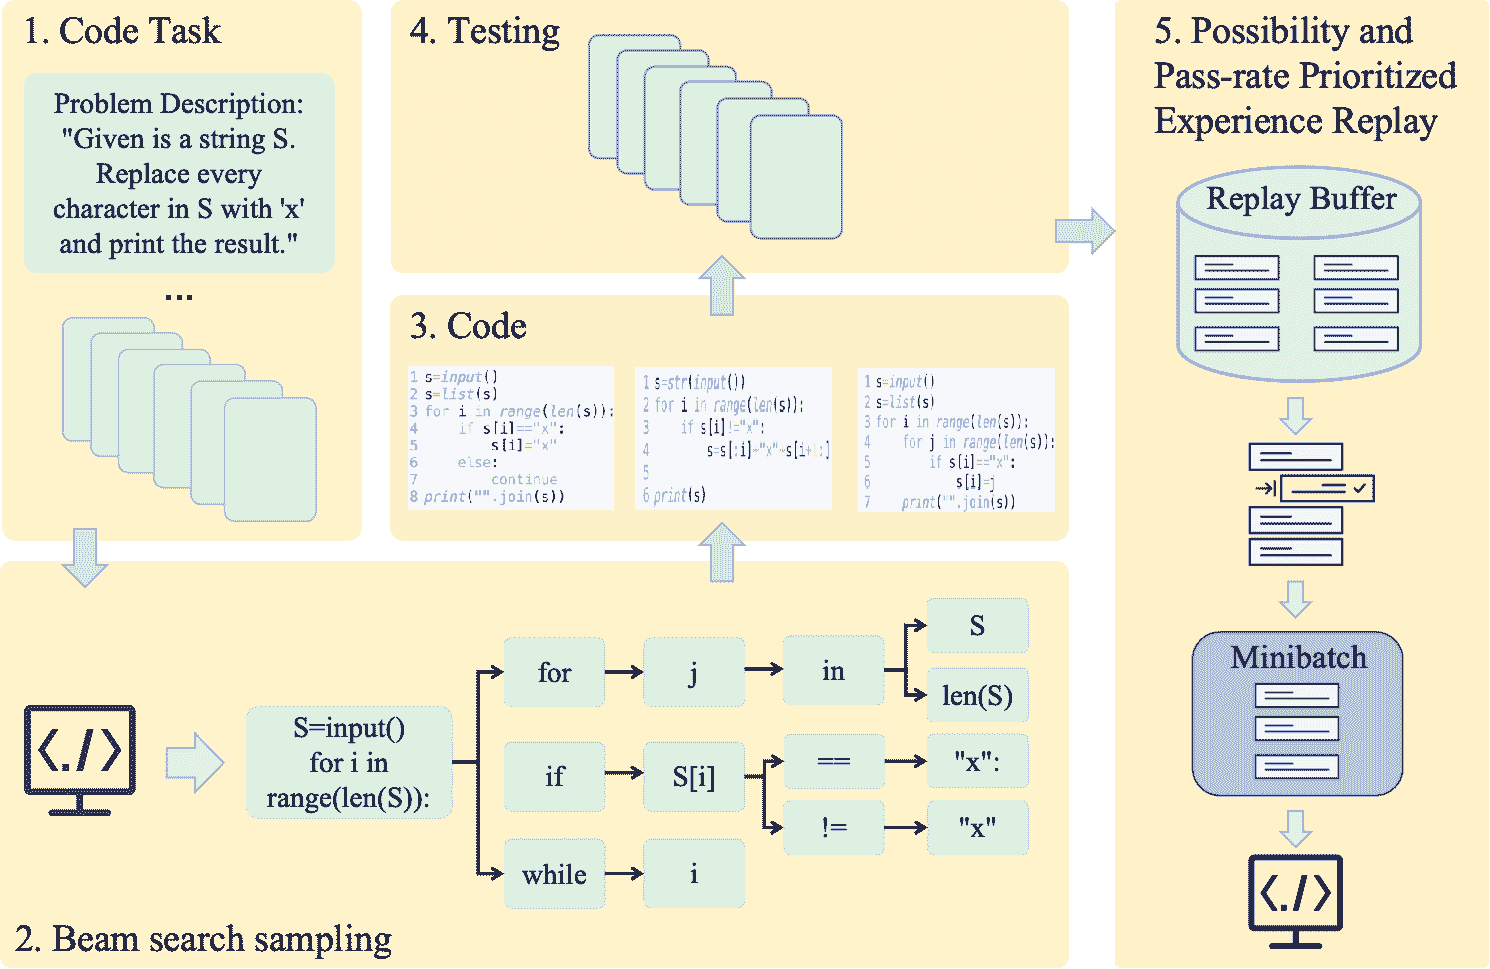 1. Code Task
Problem Description:
"Given is a string S.
Replace every
character in S with 'x'
and print the result."
...
2. Beam search sampling
<./>
S=input()
for i in
range(len(S)):
for
j
in
S
len(S)
if
S[i]
==
"x":
!=
"x"
while
i
3. Code
1 s=input()
2 s=list(s)
3 for i in range(len(s)):
4 if s[i]=="x":
5 s[i]="x"
6 else:
7 continue
8 print("".join(s))
1 s=str(input())
2 for i in range(len(s)):
3 if s[i]!="x":
4
5
6 print(s)
1 s=input()
2 s=list(s)
3 for i in range(len(s)):
4 for j in range(len(s)):
5 if s[i]=="x":
6 s[i]=j
7 print("".join(s))
4. Testing
5. Possibility and
Pass-rate Prioritized
Experience Replay
Replay Buffer
Minibatch
<./>